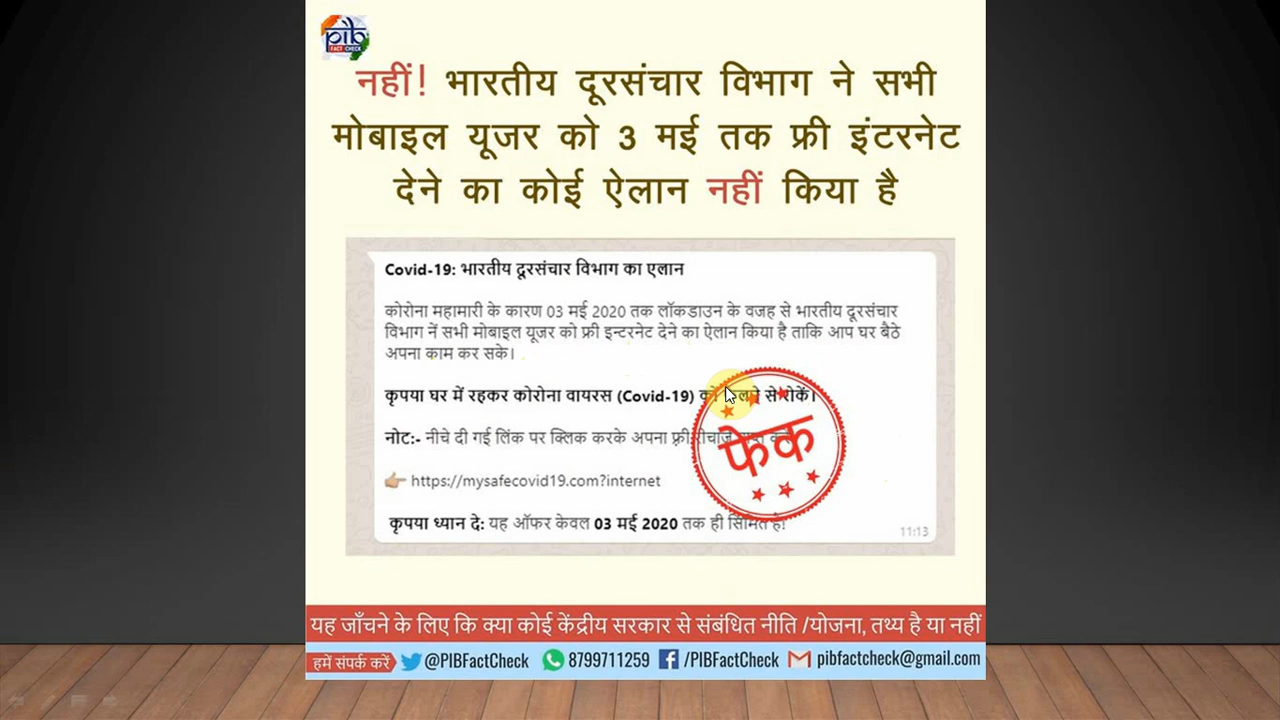 pib
FACT CHECK
नहीं! भारतीय दूरसंचार विभाग ने सभी
मोबाइल यूजर को 3 मई तक फ्री इंटरनेट
देने का कोई ऐलान नहीं किया है
Covid-19: भारतीय दूरसंचार विभाग का एलान
कोरोना महामारी के कारण 03 मई 2020 तक लॉकडाउन के वजह से भारतीय दूरसंचार
विभाग नें सभी मोबाइल यूजर को फ्री इन्टरनेट देने का ऐलान किया है ताकि आप घर बैठे
अपना काम कर सके।
कृपया घर में रहकर कोरोना वायरस (Covid-19) को से रोकें।
नोट:- नीचे दी गई लिंक पर क्लिक करके अपना फ्री
फेक
👉 https://mysafecovid19.com?internet
कृपया ध्यान दे: यह ऑफर केवल 03 मई 2020 तक ही सिमित है!
11:13
यह जाँचने के लिए कि क्या कोई केंद्रीय सरकार से संबंधित नीति /योजना, तथ्य है या नहीं
हमें संपर्क करें @PIBFactCheck 8799711259 /PIBFactCheck pibfactcheck@gmail.com